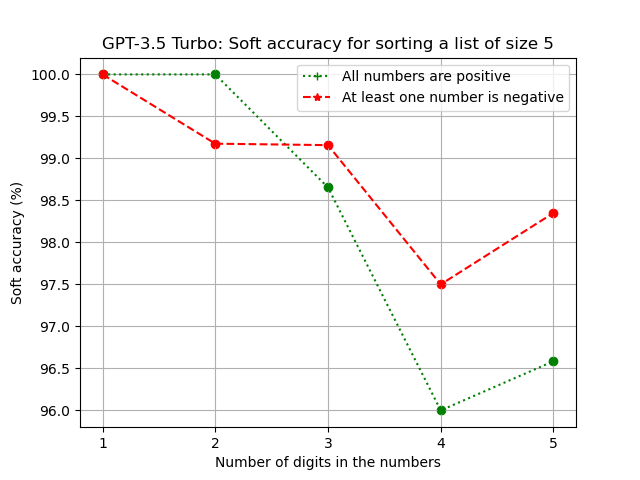 GPT-3.5 Turbo: Soft accuracy for sorting a list of size 5
All numbers are positive
At least one number is negative
Soft accuracy (%)
100.0
99.5
99.0
98.5
98.0
97.5
97.0
96.5
96.0
1 2 3 4 5
Number of digits in the numbers